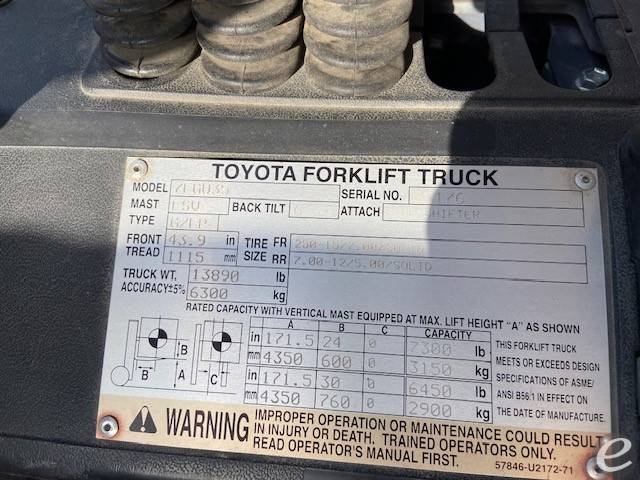 TOYOTA FORKLIFT TRUCK
MODEL 7FGU35 SERIAL NO.
MAST FSV BACK TILT 6 ATTACH SHIFTER
TYPE G/LPS
FRONT TREAD 43.9 in 1115 mm
TIRE SIZE FR
RR 7.00-12/5.00/SOLID
TRUCK WT. 13890 lb
ACCURACY±5% 6300 kg
RATED CAPACITY WITH VERTICAL MAST EQUIPPED AT MAX. LIFT HEIGHT "A" AS SHOWN
A B C CAPACITY
in 171.5 24 0 7300 lb
mm 4350 600 0 3150 kg
in 171.5 30 0 6450 lb
mm 4350 760 0 2900 kg
THIS FORKLIFT TRUCK
MEETS OR EXCEEDS DESIGN
SPECIFICATIONS OF ASME/
ANSI B56.1 IN EFFECT ON
THE DATE OF MANUFACTURE.
B
B A C
WARNING
IMPROPER OPERATION OR MAINTENANCE COULD RESULT
IN INJURY OR DEATH. TRAINED OPERATORS ONLY.
READ OPERATOR'S MANUAL FIRST.
57846-U2172-71
e